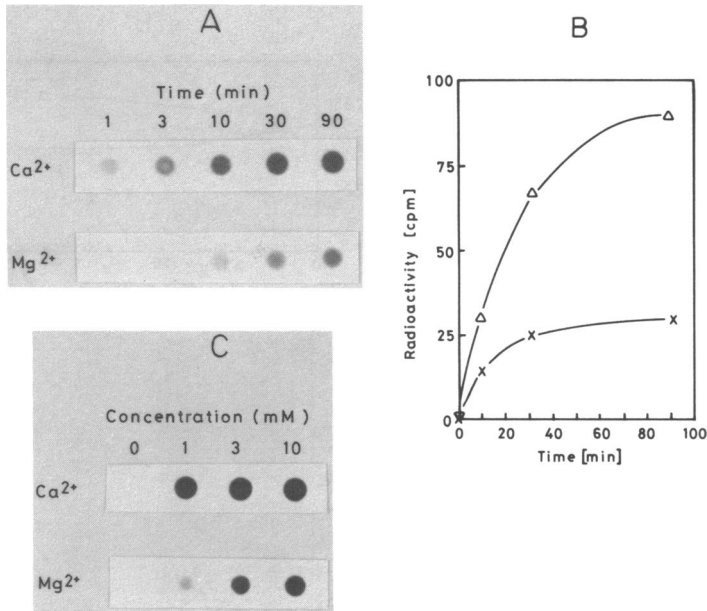 A
Time (min)
1 3 10 30 90
Ca2+
Mg2+
B
100
75
50
25
0
Radioactivity [cpm]
0 20 40 60 80 100
Time [min]
C
Concentration (mM)
0 1 3 10
Ca2+
Mg2+